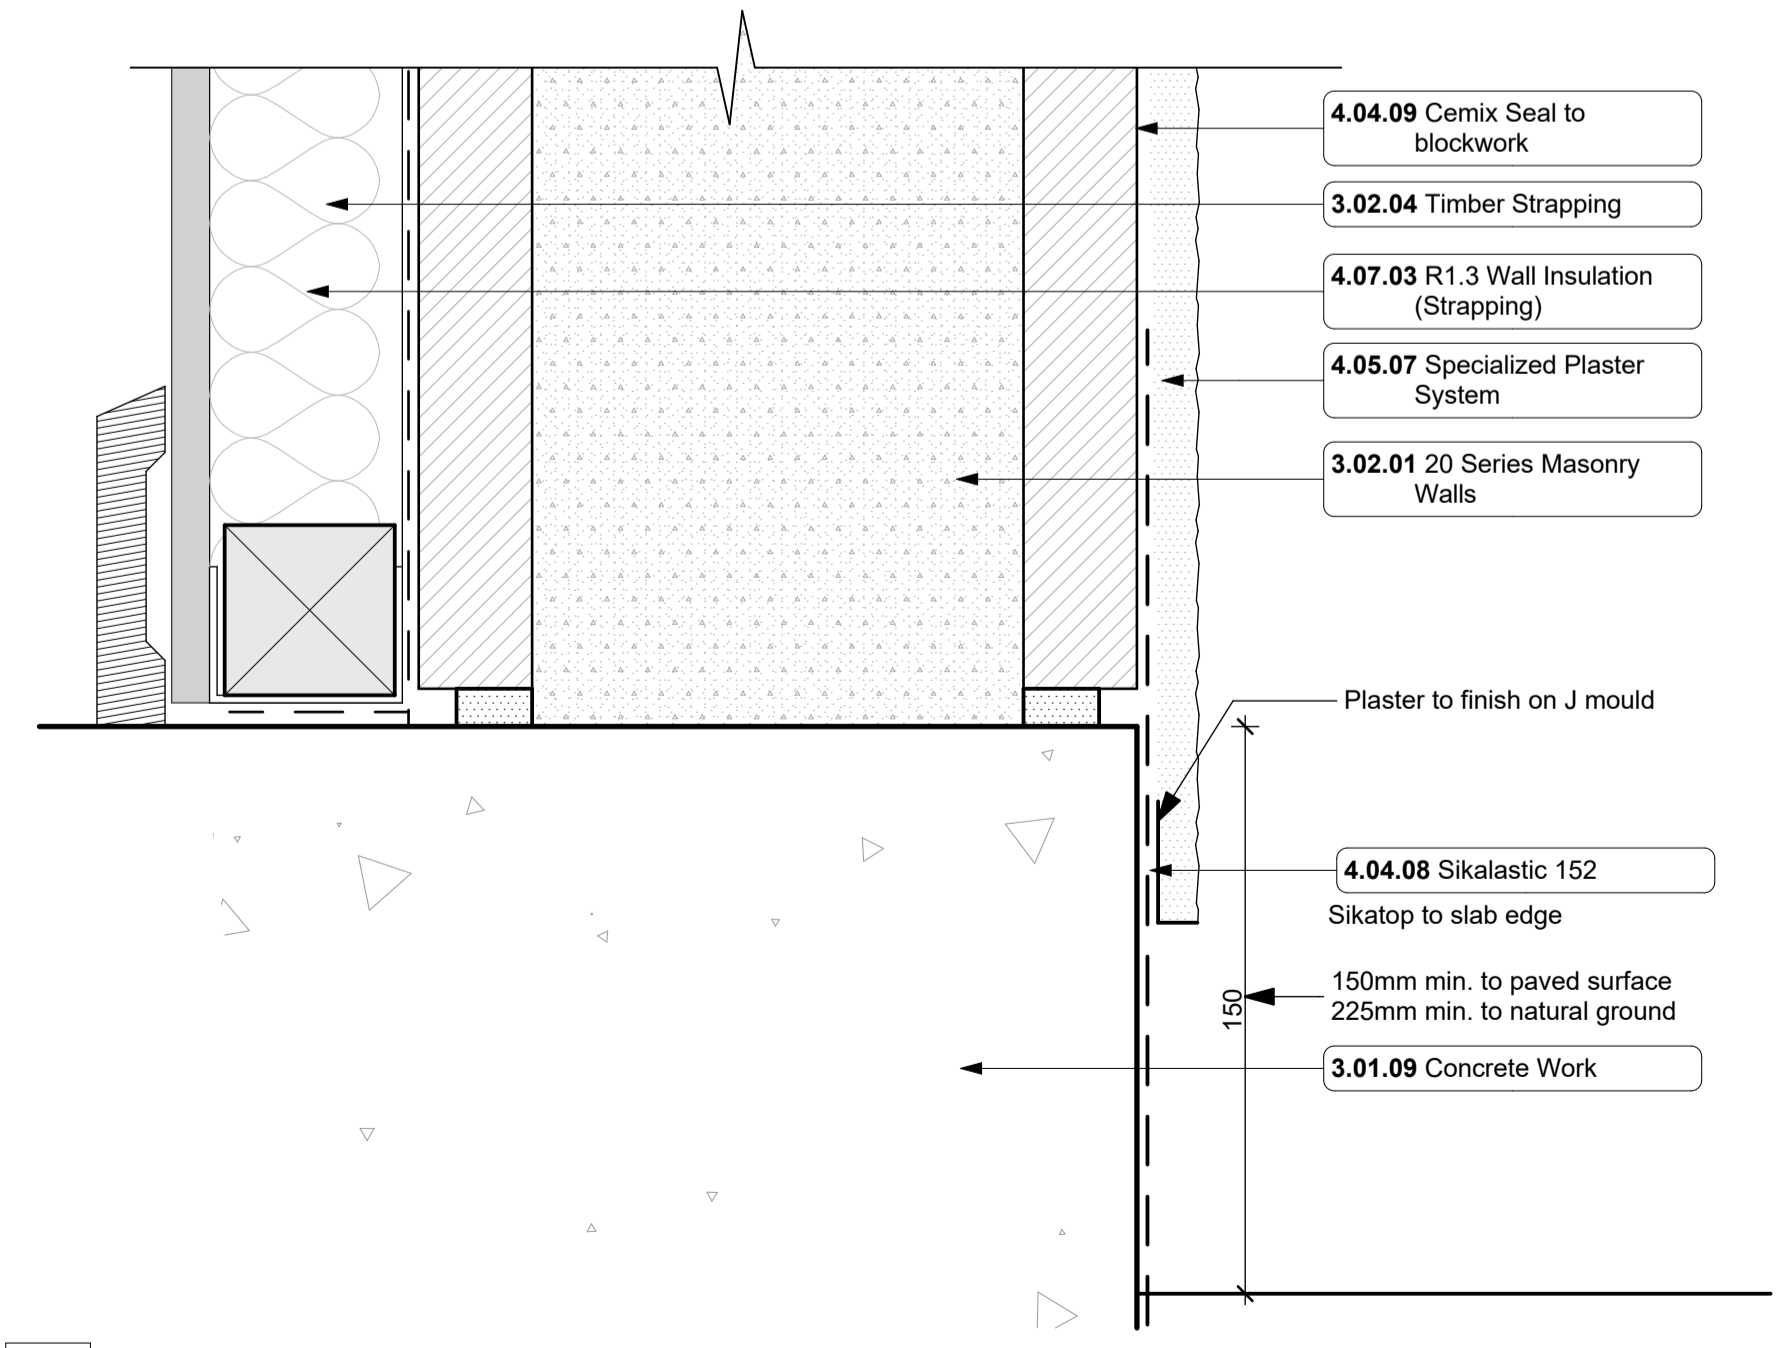 4.04.09 Cemix Seal to
blockwork
3.02.04 Timber Strapping
4.07.03 R1.3 Wall Insulation
(Strapping)
4.05.07 Specialized Plaster
System
3.02.01 20 Series Masonry
Walls
Plaster to finish on J mould
4.04.08 Sikalastic 152
Sikatop to slab edge
150mm min. to paved surface
225mm min. to natural ground
150
3.01.09 Concrete Work